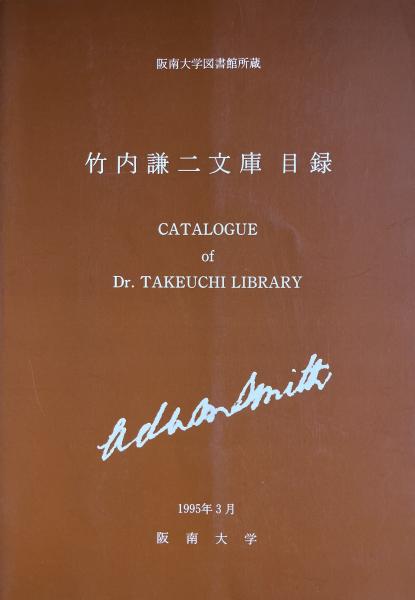 阪南大学図書館所蔵
竹内謙二文庫 目録
CATALOGUE
of
Dr. TAKEUCHI LIBRARY
Adam Smith
1995年3月
阪南大学